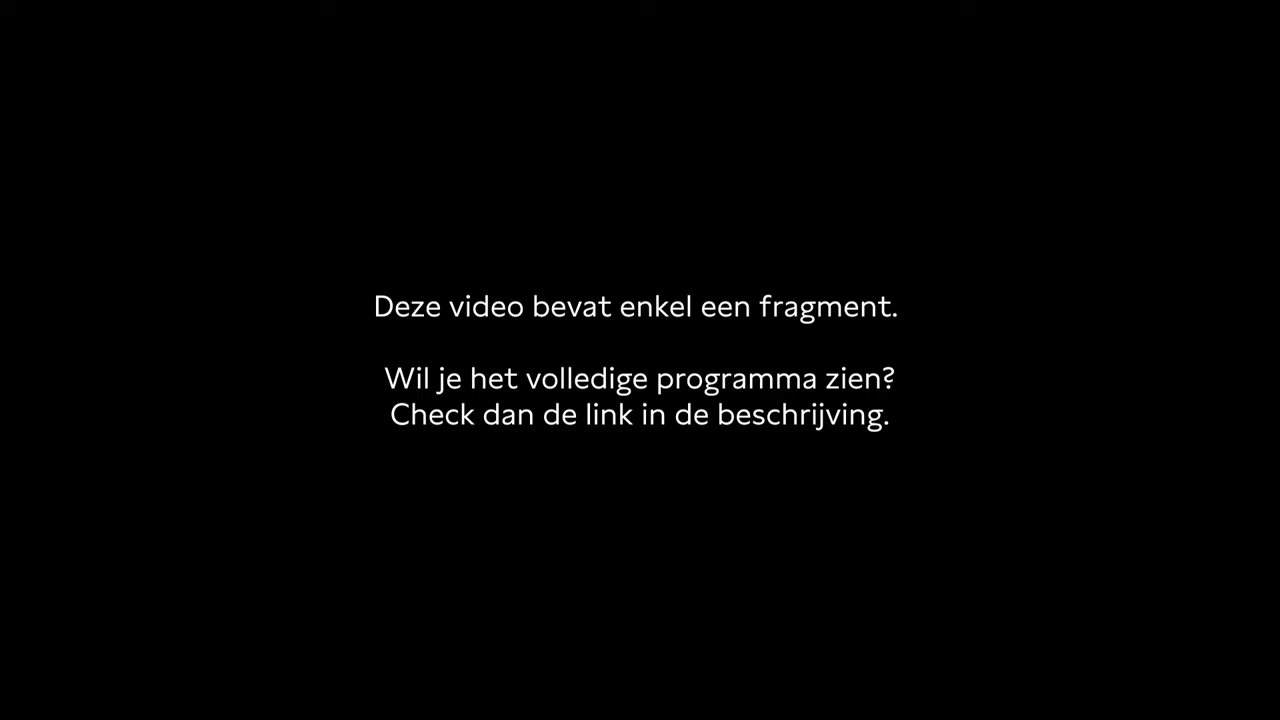 Deze video bevat enkel een fragment.
Wil je het volledige programma zien?
Check dan de link in de beschrijving.